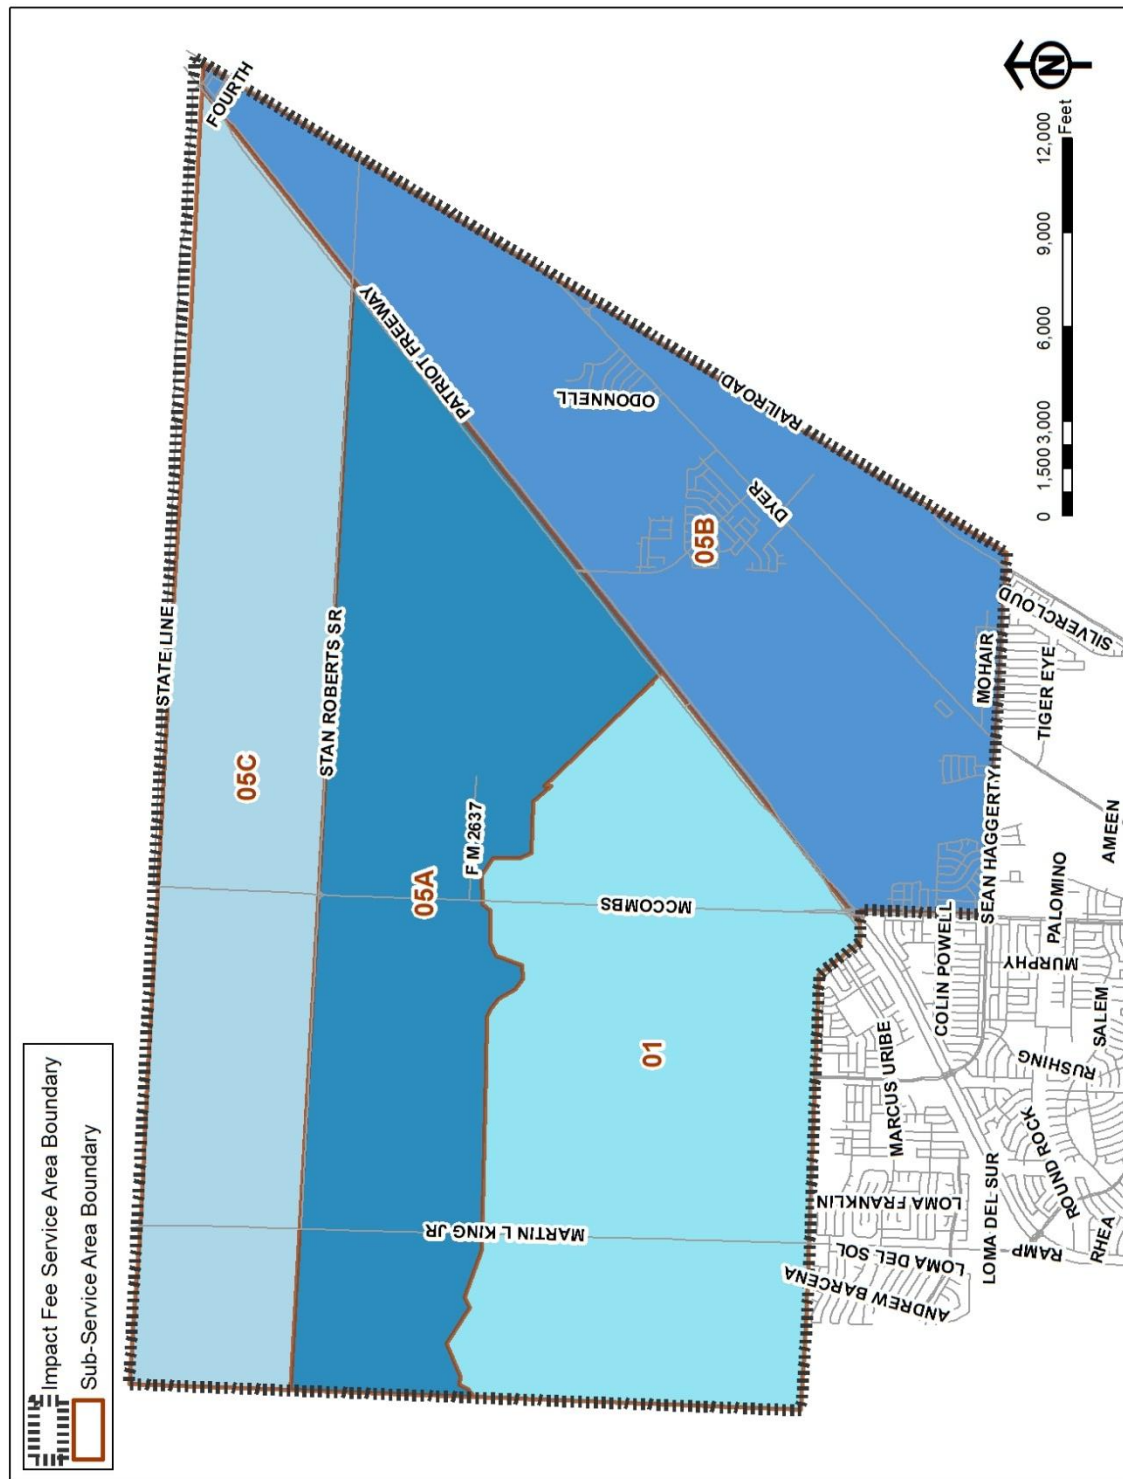 Impact Fee Service Area Boundary
Sub-Service Area Boundary
N
0 1,500 3,000 6,000 9,000 12,000
Feet
STATE LINE
FOURTH
05C
STAN ROBERTS SR
PATRIOT FREEWAY
05A
F M 2637
ODONNELL
RAILROAD
DYER
05B
MARTIN L KING JR
MCCOMBS
01
MOHAIR
SILVERCLOUD
TIGER EYE
SEAN HAGGERTY
AMEEN
PALOMINO
COLIN POWELL
MURPHY
SALEM
MARCUS URIBE
RUSHING
ROUND ROCK
LOMA FRANKLIN
LOMA DEL SUR
LOMA DEL SOL
RAMP
RHEA
ANDREW BARCENA